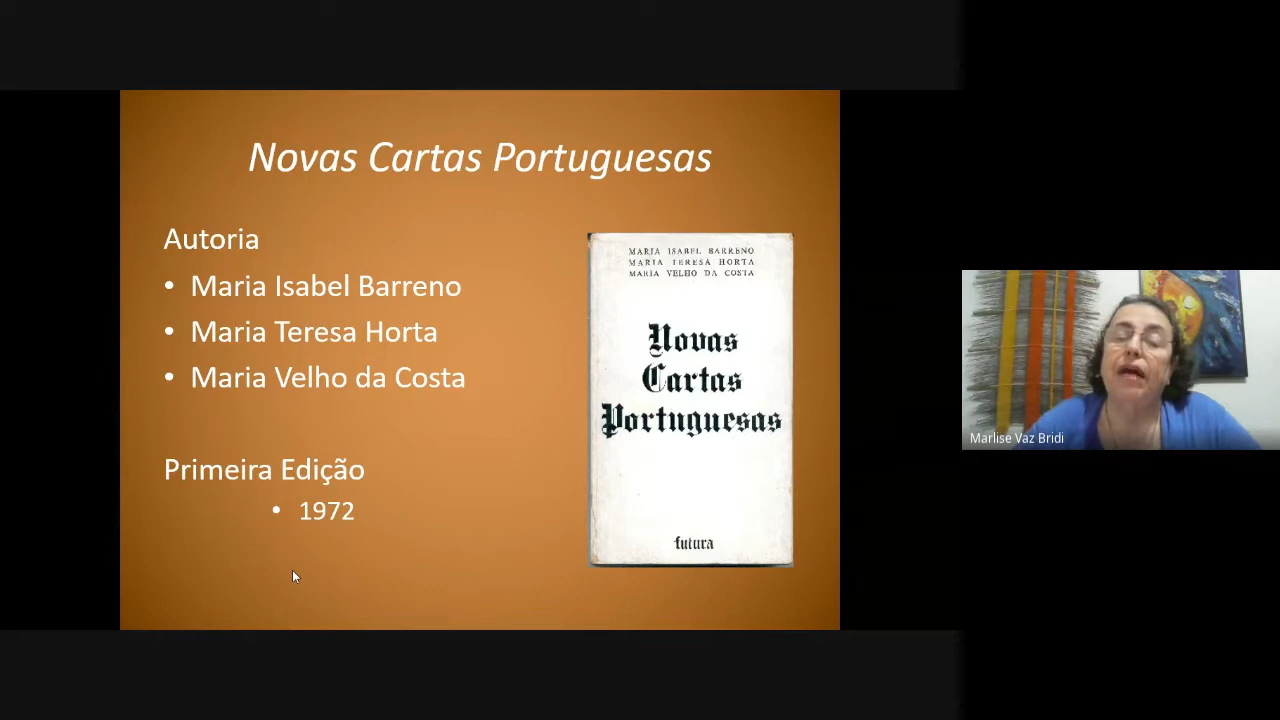 Novas Cartas Portuguesas
Autoria
• Maria Isabel Barreno
• Maria Teresa Horta
• Maria Velho da Costa
Primeira Edição
• 1972
MARIA ISABEL BARRENO
MARIA TERESA HORTA
MARIA VELHO DA COSTA
Novas
Cartas
Portuguesas
futura
Marlise Vaz Bridi